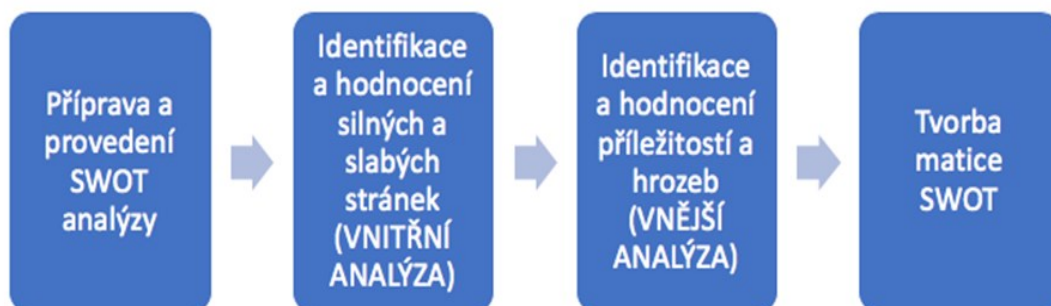 Příprava a
provedení
SWOT
analýzy
Identifikace
a hodnocení
silných a
slabých
stránek
(VNITŘNÍ
ANALÝZA)
Identifikace
a hodnocení
příležitostí a
hrozeb
(VNĚJŠÍ
ANALÝZA)
Tvorba
matice
SWOT